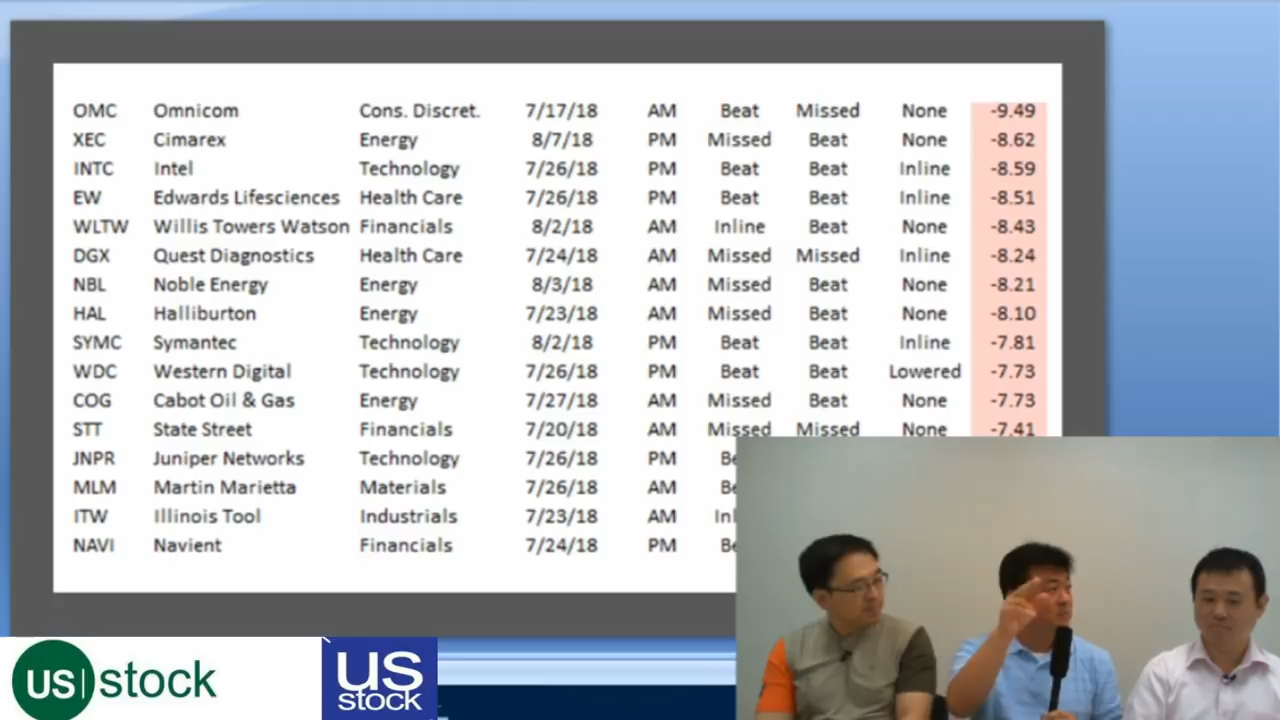 OMC Omnicom Cons. Discret. 7/17/18 AM Beat Missed None -9.49
XEC Cimarex Energy 8/7/18 PM Missed Beat None -8.62
INTC Intel Technology 7/26/18 PM Beat Beat Inline -8.59
EW Edwards Lifesciences Health Care 7/26/18 PM Beat Beat Inline -8.51
WLTW Willis Towers Watson Financials 8/2/18 AM Inline Beat None -8.43
DGX Quest Diagnostics Health Care 7/24/18 AM Missed Missed Inline -8.24
NBL Noble Energy Energy 8/3/18 AM Missed Beat None -8.21
HAL Halliburton Energy 7/23/18 AM Missed Beat None -8.10
SYMC Symantec Technology 8/2/18 PM Beat Beat Inline -7.81
WDC Western Digital Technology 7/26/18 PM Beat Beat Lowered -7.73
COG Cabot Oil & Gas Energy 7/27/18 AM Missed Beat None -7.73
STT State Street Financials 7/20/18 AM Missed Missed None -7.41
JNPR Juniper Networks Technology 7/26/18 PM
MLM Martin Marietta Materials 7/26/18 AM
ITW Illinois Tool Industrials 7/23/18 AM
NAVI Navient Financials 7/24/18 PM
US stock
US
stock